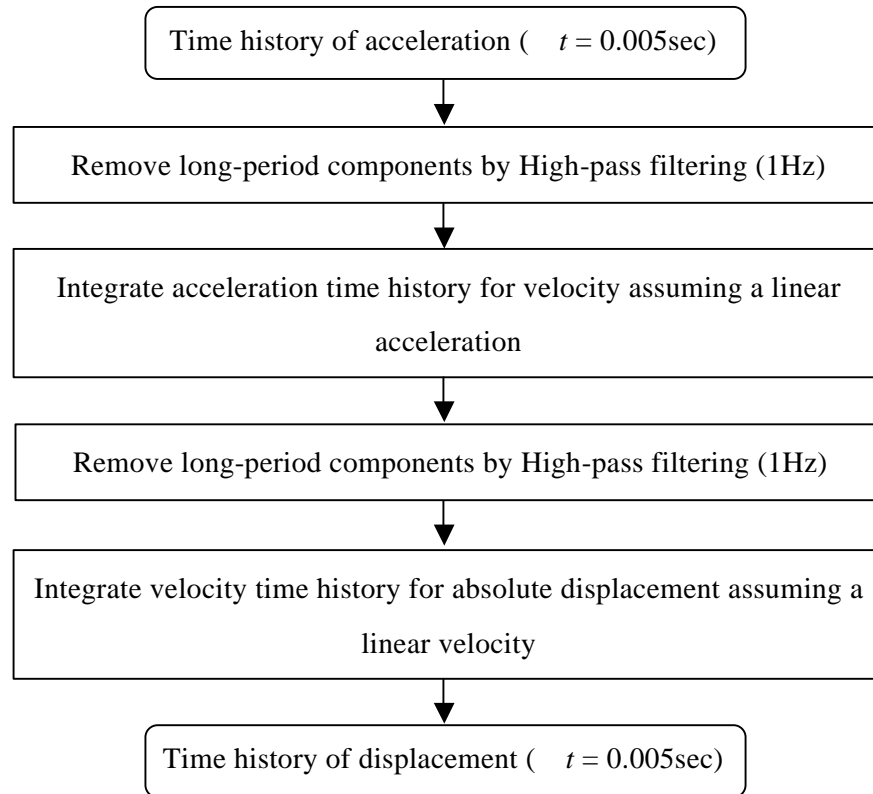 Time history of acceleration ( t = 0.005sec)
Remove long-period components by High-pass filtering (1Hz)
Integrate acceleration time history for velocity assuming a linear
acceleration
Remove long-period components by High-pass filtering (1Hz)
Integrate velocity time history for absolute displacement assuming a
linear velocity
Time history of displacement ( t = 0.005sec)